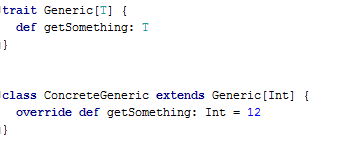 trait Generic[T] {
  def getSomething: T
}
class ConcreteGeneric extends Generic[Int] {
  override def getSomething: Int = 12
}